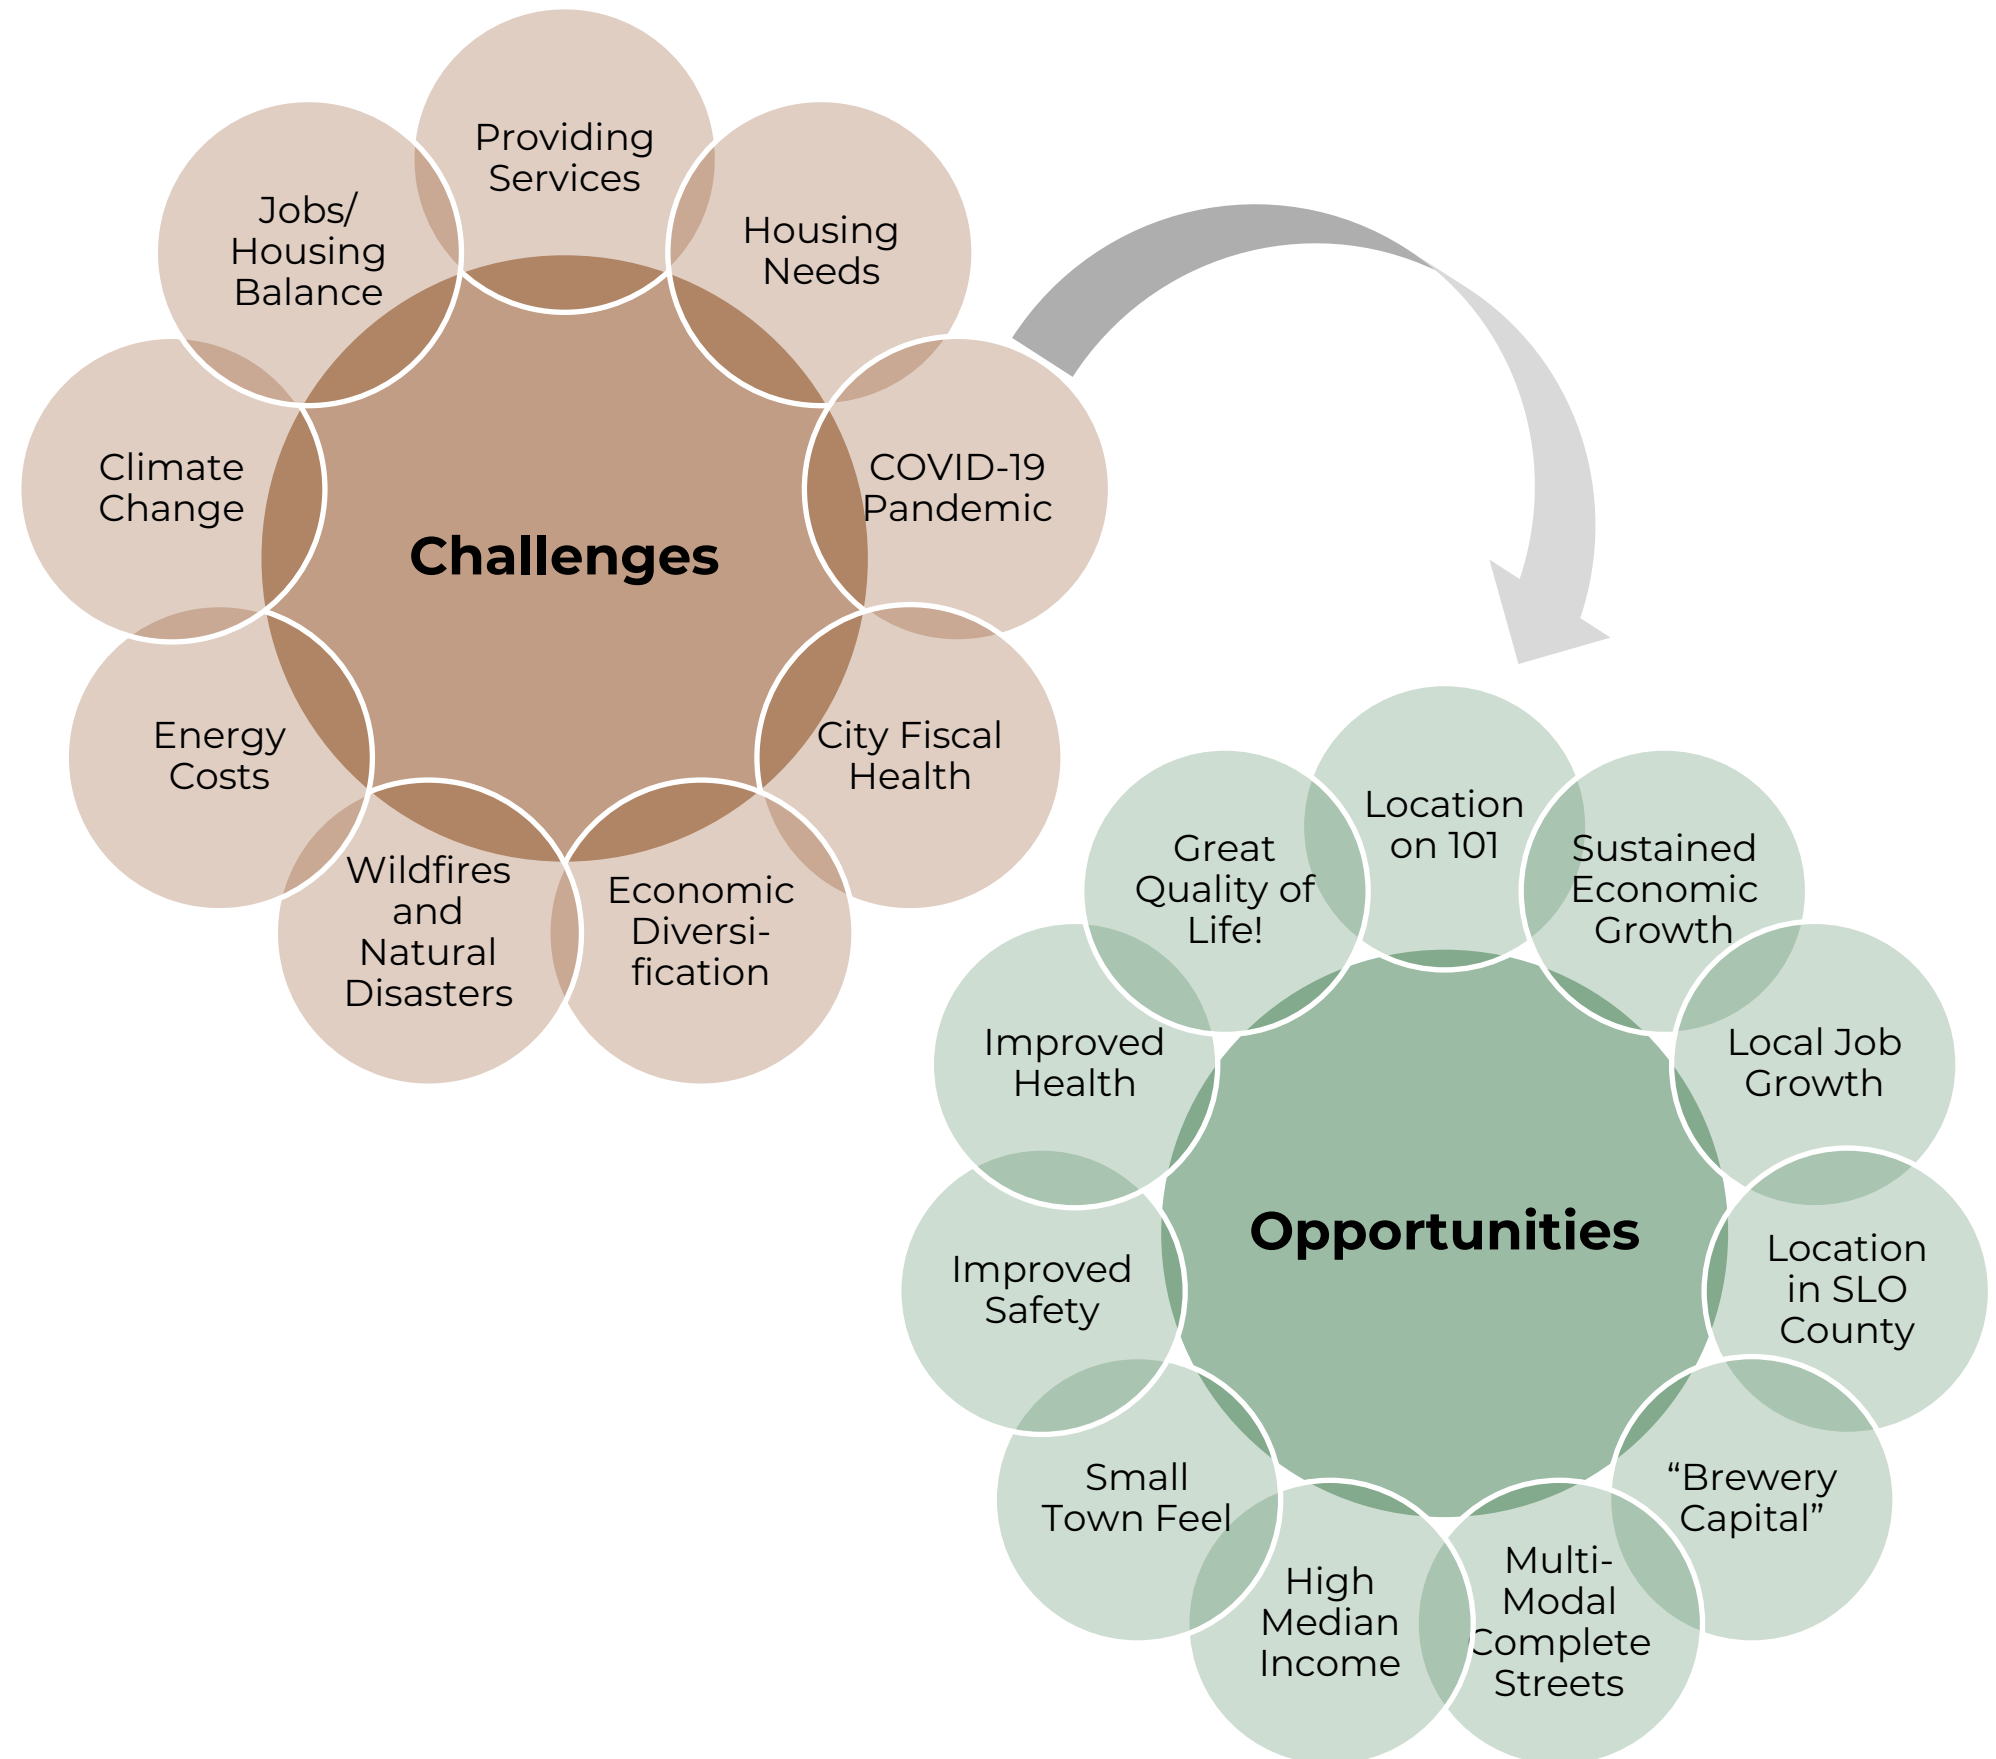 Providing
Services
Housing
Needs
COVID-19
Pandemic
City Fiscal
Health
Economic
Diversi-
fication
Wildfires
and
Natural
Disasters
Energy
Costs
Climate
Change
Jobs/
Housing
Balance
Challenges
Location
on 101
Sustained
Economic
Growth
Local Job
Growth
Location
in SLO
County
“Brewery
Capital”
Multi-
Modal
Complete
Streets
High
Median
Income
Small
Town Feel
Improved
Safety
Improved
Health
Great
Quality of
Life!
Opportunities